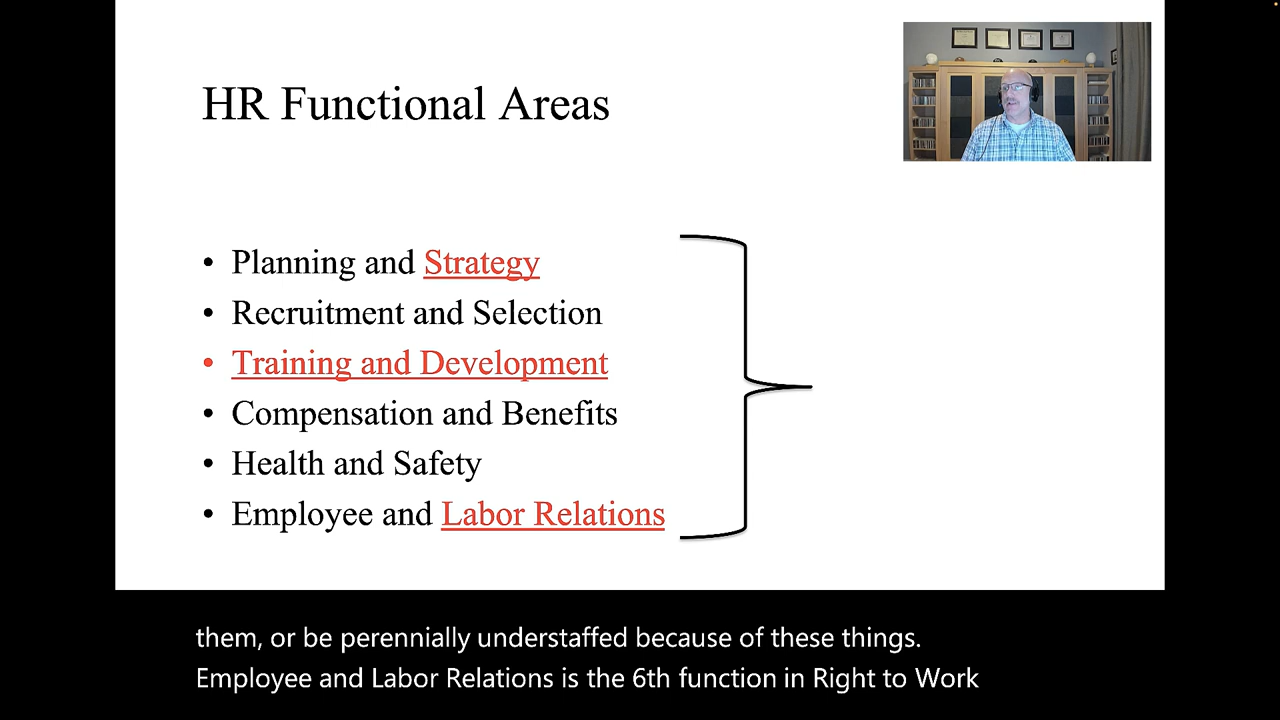 HR Functional Areas
• Planning and Strategy
• Recruitment and Selection
• Training and Development
• Compensation and Benefits
• Health and Safety
• Employee and Labor Relations
them, or be perennially understaffed because of these things.
Employee and Labor Relations is the 6th function in Right to Work